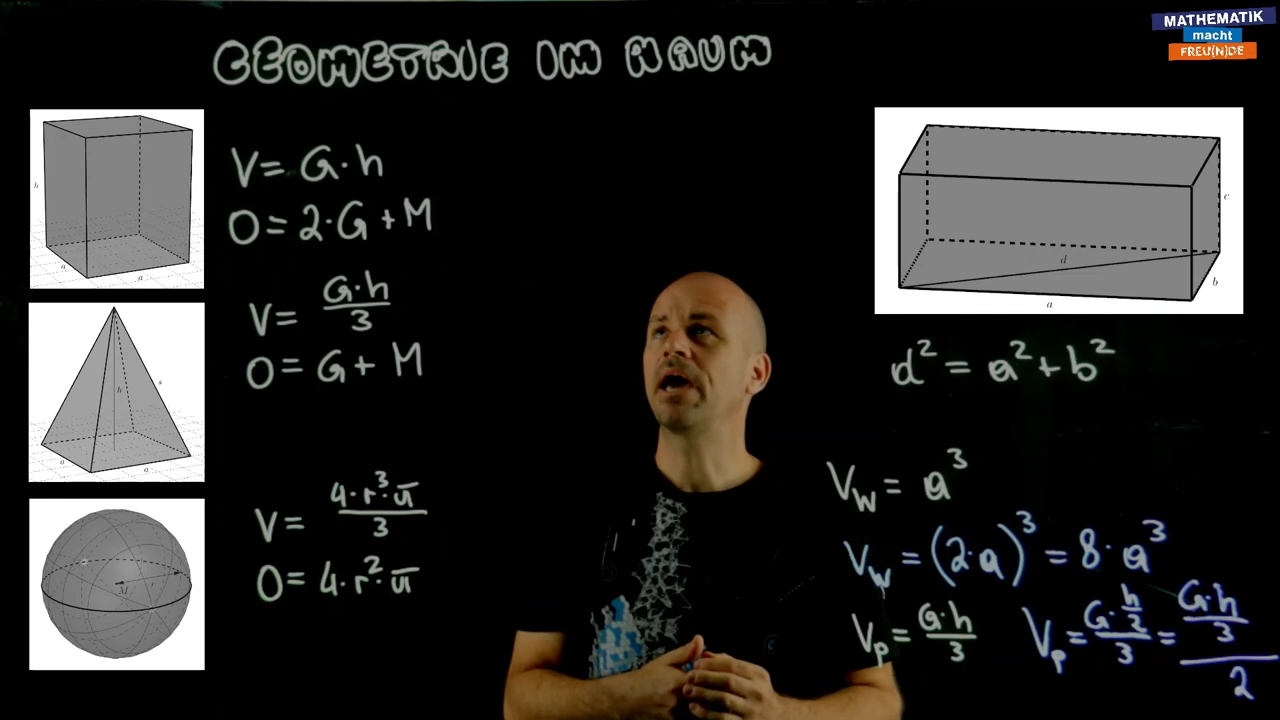 GEOMETRIE IM RAUM
MATHEMATIK
macht
FREU(N)DE
h
a
a
V = G·h
O = 2·G + M
h
s
a
a
V = G·h / 3
O = G + M
M
r
V = 4·r³·π / 3
O = 4·r²·π
c
d
b
a
d² = a² + b²
V_W = a³
V_W = (2·a)³ = 8·a³
V_P = G·h / 3
V_P = G·h/2 / 3 = G·h / 3 / 2